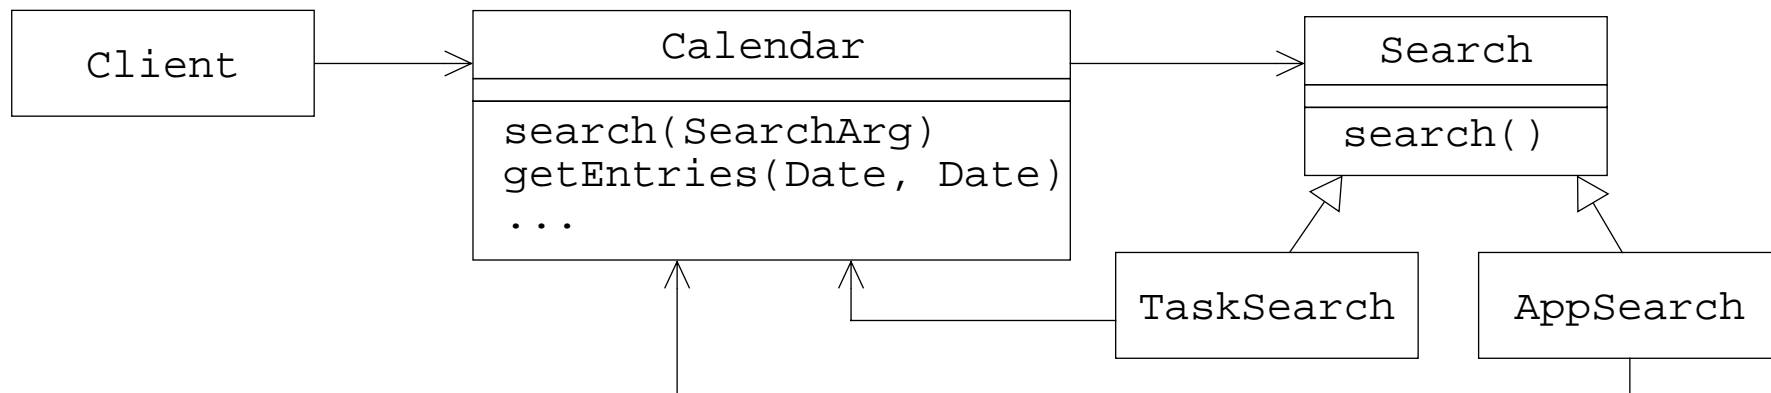 Client
Calendar
search(SearchArg)
getEntries(Date, Date)
...
Search
search()
TaskSearch
AppSearch